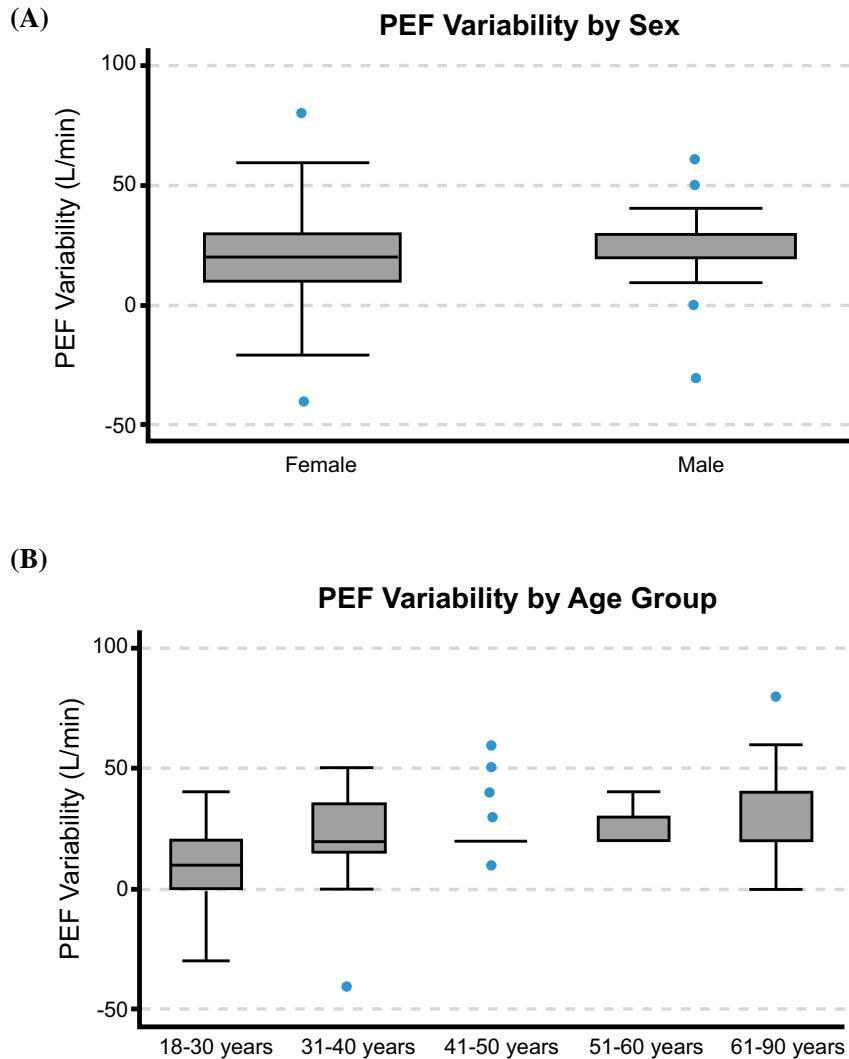 (A)
PEF Variability by Sex
PEF Variability (L/min)
100
50
0
-50
Female Male
(B)
PEF Variability by Age Group
PEF Variability (L/min)
100
50
0
-50
18-30 years 31-40 years 41-50 years 51-60 years 61-90 years